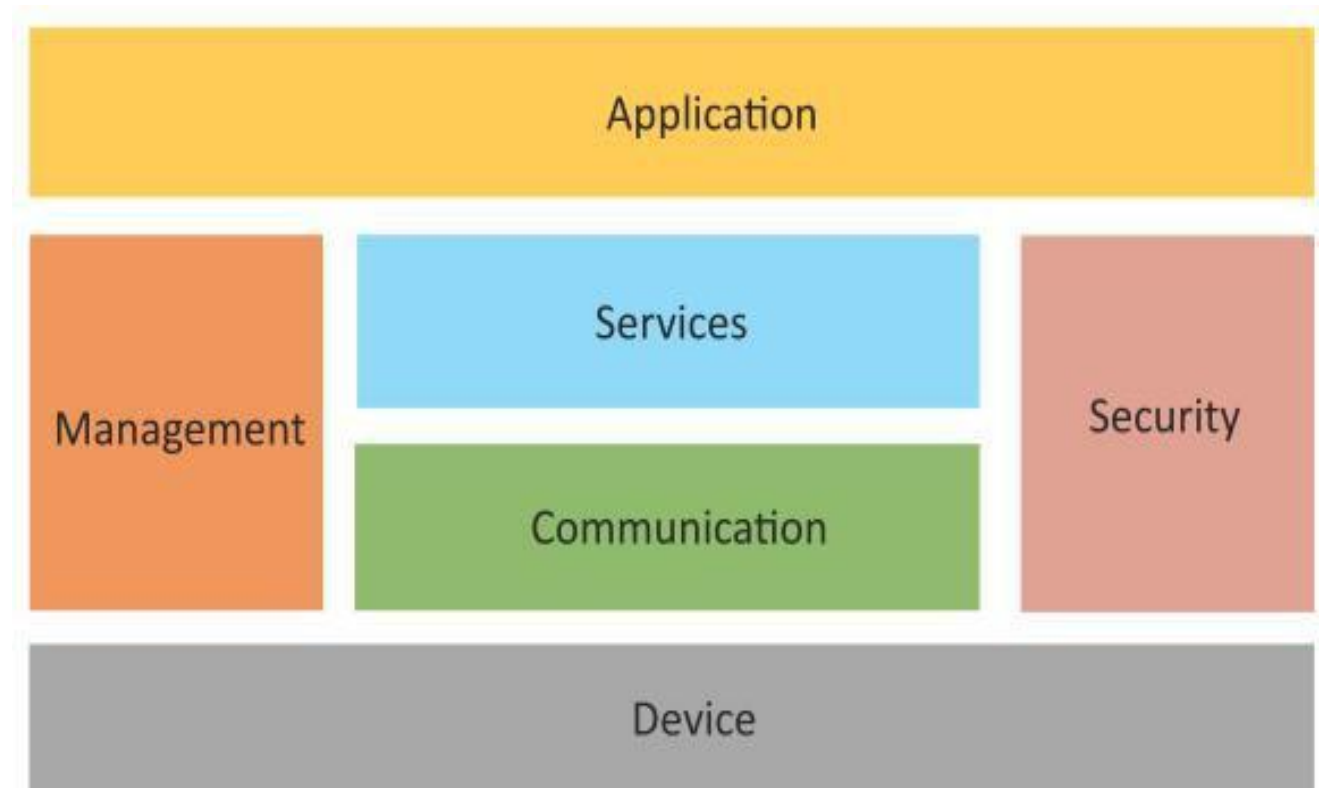 Application
Services
Management
Security
Communication
Device